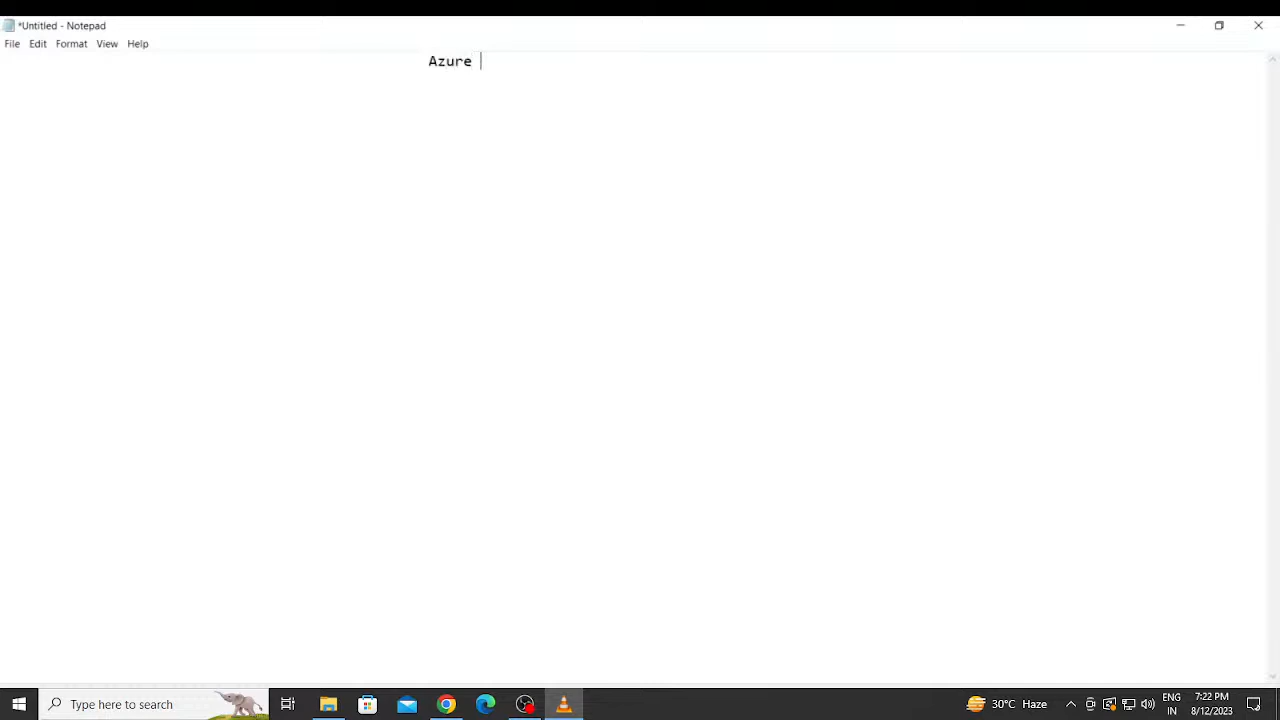 *Untitled - Notepad
File Edit Format View Help
Azure
Type here to search
30°C Haze
ENG
IN
7:22 PM
8/12/2023